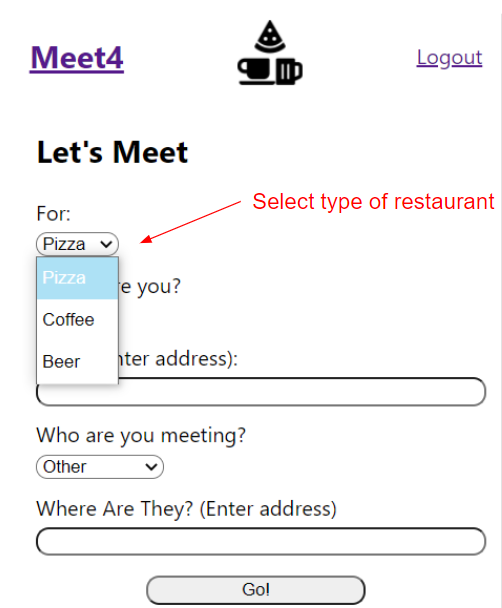 Meet4
Logout
Let's Meet
Select type of restaurant
For:
Pizza
Pizza
e you?
Coffee
Beer
nter address):
Who are you meeting?
Other
Where Are They? (Enter address)
Go!